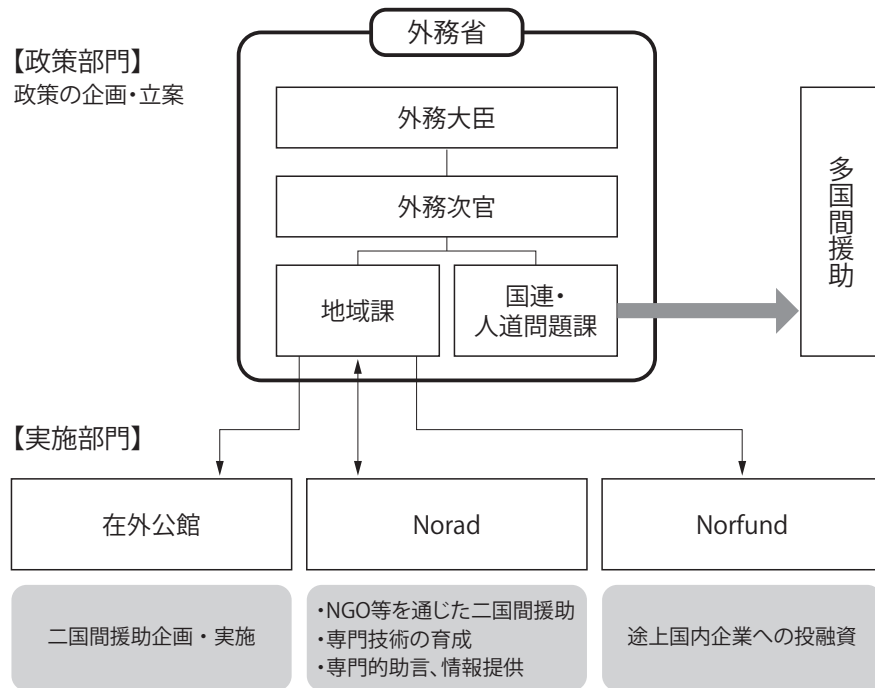 外務省
【政策部門】
政策の企画・立案
外務大臣
外務次官
地域課
国連・
人道問題課
多国間援助
【実施部門】
在外公館
Norad
Norfund
二国間援助企画・実施
・NGO等を通じた二国間援助
・専門技術の育成
・専門的助言、情報提供
途上国内企業への投融資